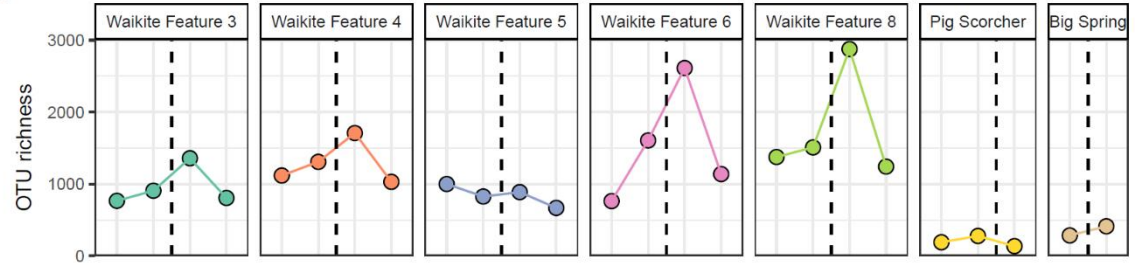 Waikite Feature 3 Waikite Feature 4 Waikite Feature 5 Waikite Feature 6 Waikite Feature 8 Pig Scorcher Big Spring
OTU richness
3000
2000
1000
0